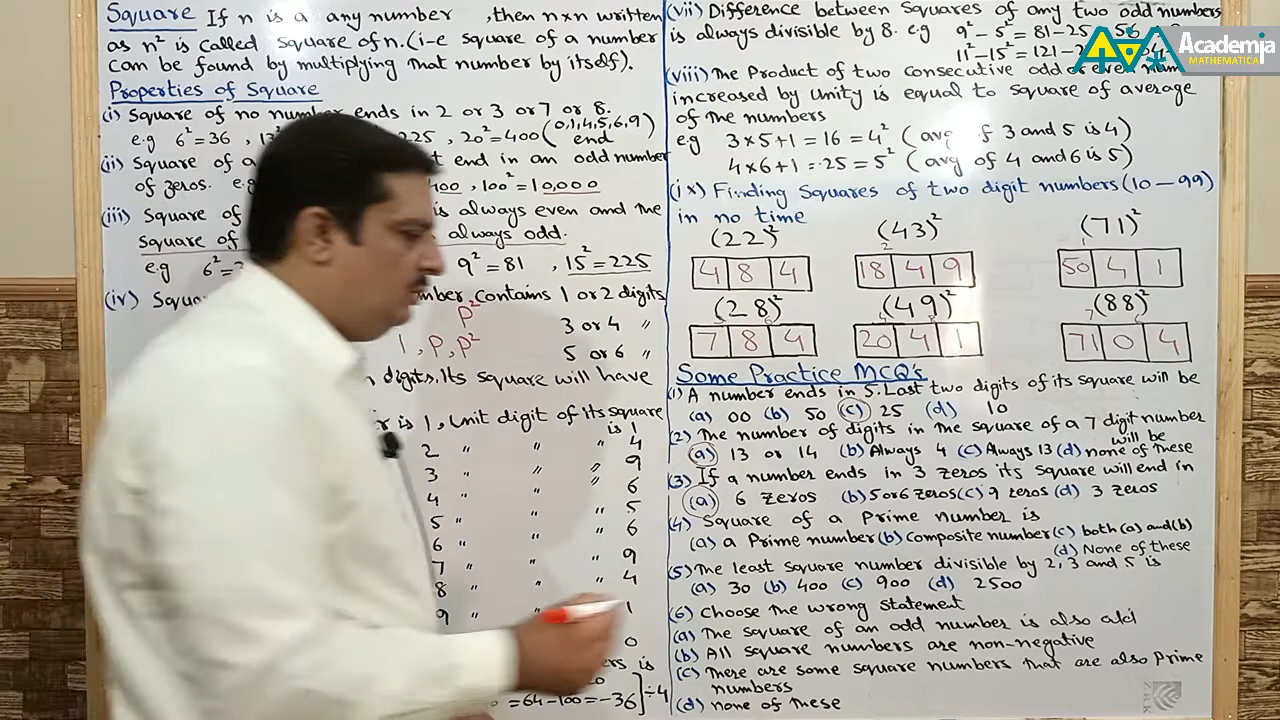 Square If n is a any number , then n×n written
as n² is called square of n. (i-e square of a number
can be found by multiplying that number by itself).
Properties of Square
(i) Square of no number ends in 2 or 3 or 7 or 8.
e.g 6²=36, 225, 20²=400 (0,1,4,5,6,9)
end
(ii) Square of a t end in an odd number
of zeros. e. 400, 100²=10,000
(iii) Square of is always even and the
Square of always odd.
e.g 6²= 9²=81 , 15²=225
(iv) Squ contains 1 or 2 digits
P² 3 or 4 "
1, P, P² 5 or 6 "
digits. Its square will have
is 1, Unit digit of its square
is 1
2 " " " 4
3 " " 9
4 " " 6
5 " " 5
6 " " 6
7 " " 9
8 " " 4
9 " " 1
0
is
=64-100=-36] ÷4
(vii) Difference between squares of any two odd numbers
is always divisible by 8. e.g 9²-5²=81-25 56
11²-15²=121-2
(viii) The Product of two consecutive odd or even num
increased by Unity is equal to square of average
of the numbers
eg 3×5+1=16=4² (avg of 3 and 5 is 4)
4×6+1=25=5² (avg of 4 and 6 is 5)
(ix) Finding Squares of two digit numbers (10-99)
in no time
(22)² (43)² (71)²
2 1
4 8 4 18 4 9 50 4 1
(28)² (49)² (88)²
7 8 4 20 4 1 71 0 4
Some Practice MCQ's
(1) A number ends in 5. Last two digits of its square will be
(a) 00 (b) 50 (c) 25 (d) 10
(2) The number of digits in the square of a 7 digit number
will be
(a) 13 or 14 (b) Always 4 (c) Always 13 (d) none of these
(3) If a number ends in 3 zeros its square will end in
(a) 6 zeros (b) 5 or 6 zeros (c) 9 zeros (d) 3 zeros
(4) Square of a Prime number is
(a) a Prime number (b) composite number (c) both (a) and (b)
(d) None of these
(5) The least square number divisible by 2, 3 and 5 is
(a) 30 (b) 400 (c) 900 (d) 2500
(6) Choose the wrong statement
(a) The square of an odd number is also odd
(b) All square numbers are non-negative
(c) There are some square numbers that are also Prime
numbers
(d) none of these
Academia
MATHEMATICA